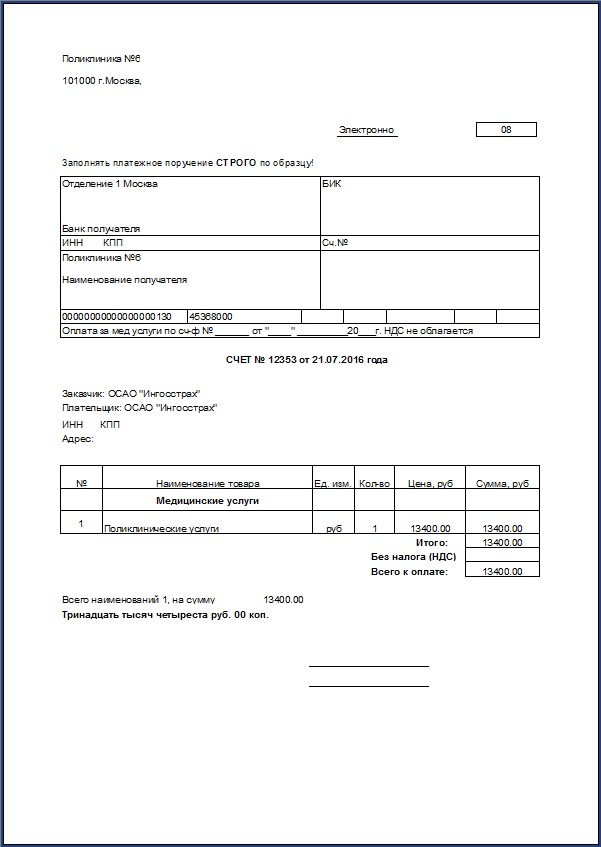 Поликлиника №6
101000 г.Москва,
Электронно 08
Заполнять платежное поручение СТРОГО по образцу!
Отделение 1 Москва БИК
Банк получателя
ИНН КПП Сч.№
Поликлиника №6
Наименование получателя
00000000000000000130 45368000
Оплата за мед услуги по сч-ф № ______ от "____" _________20___г. НДС не облагается
СЧЕТ № 12353 от 21.07.2016 года
Заказчик: ОСАО "Ингосстрах"
Плательщик: ОСАО "Ингосстрах"
ИНН КПП
Адрес:
№ Наименование товара Ед. изм. Кол-во Цена, руб Сумма, руб
Медицинские услуги
1 Поликлинические услуги руб 1 13400.00 13400.00
Итого: 13400.00
Без налога (НДС)
Всего к оплате: 13400.00
Всего наименований 1, на сумму 13400.00
Тринадцать тысяч четыреста руб. 00 коп.